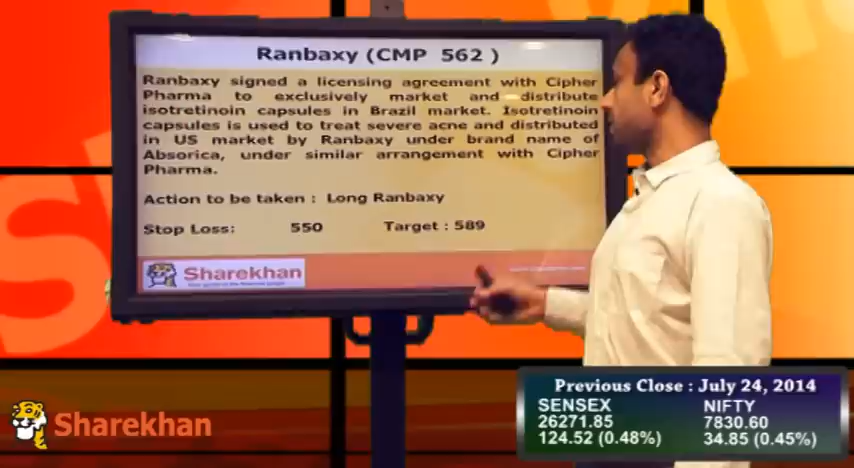 Ranbaxy (CMP 562 )
Ranbaxy signed a licensing agreement with Cipher
Pharma to exclusively market and distribute
isotretinoin capsules in Brazil market. Isotretinoin
capsules is used to treat severe acne and distributed
in US market by Ranbaxy under brand name of
Absorica, under similar arrangement with Cipher
Pharma.
Action to be taken : Long Ranbaxy
Stop Loss: 550 Target : 589
Sharekhan
Sharekhan
Previous Close : July 24, 2014
SENSEX NIFTY
26271.85 7830.60
124.52 (0.48%) 34.85 (0.45%)